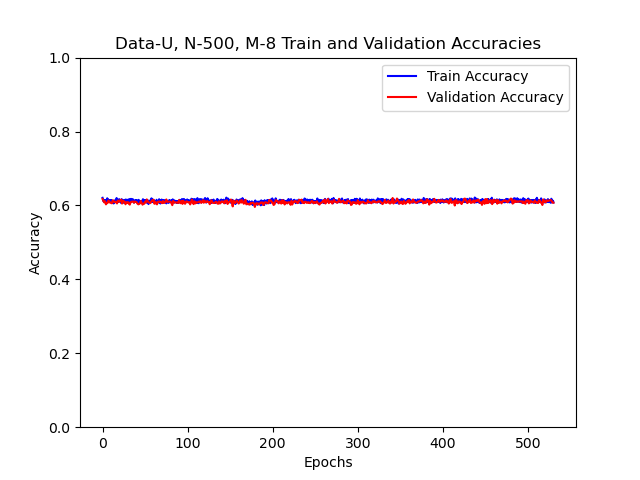 Data-U, N-500, M-8 Train and Validation Accuracies
Train Accuracy
Validation Accuracy
1.0
0.8
0.6
0.4
0.2
0.0
Accuracy
0 100 200 300 400 500
Epochs